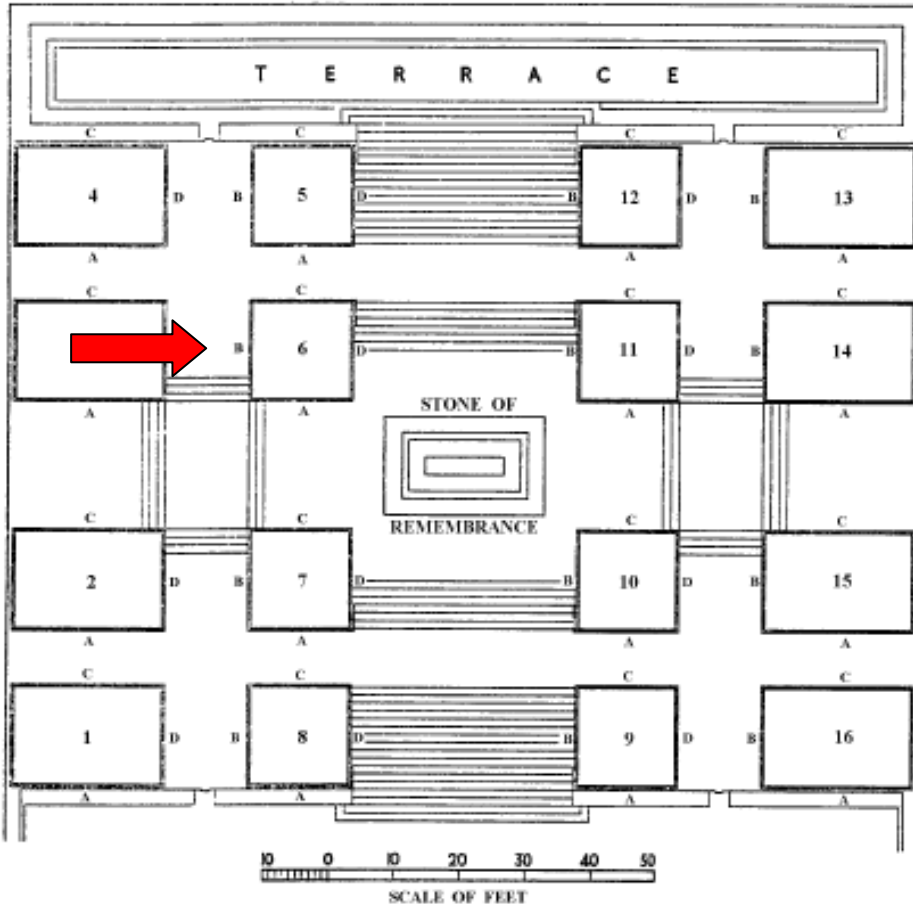 T E R R A C E
C C C C
4 D B 5 D B 12 D B 13
A A A A
C C C C
B 6 D B 11 D B 14
A A A A
STONE OF
REMEMBRANCE
C C C C
2 D B 7 D B 10 D B 15
A A A A
C C C C
1 D B 8 D B 9 D B 16
A A A A
10 0 10 20 30 40 50
SCALE OF FEET